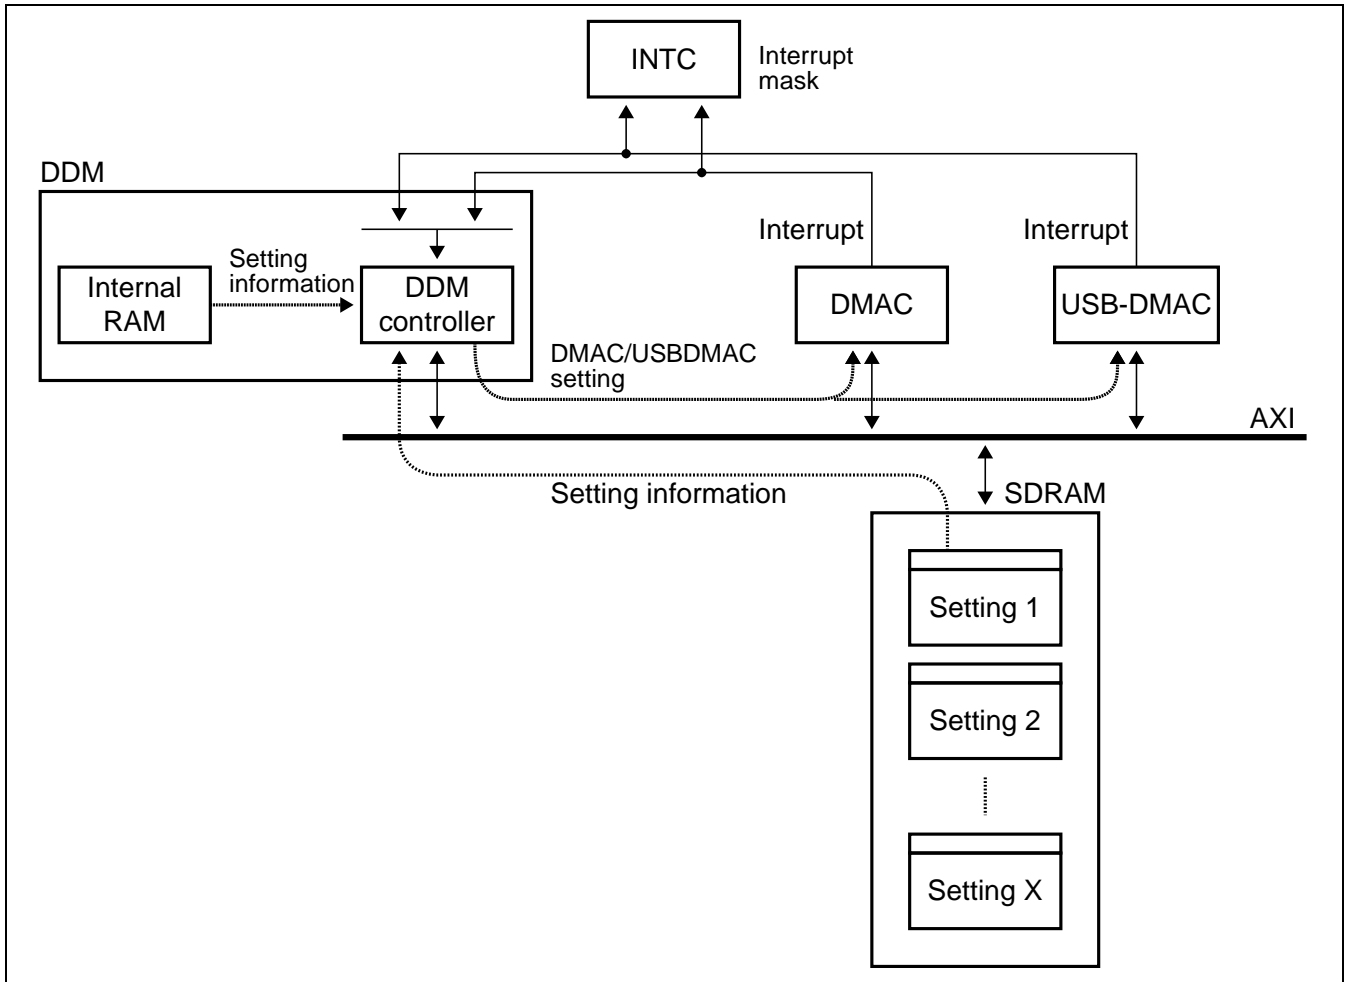 INTC
Interrupt
mask
DDM
Interrupt
Interrupt
Setting
information
Internal
RAM
DDM
controller
DMAC
USB-DMAC
DMAC/USBDMAC
setting
AXI
Setting information
SDRAM
Setting 1
Setting 2
Setting X